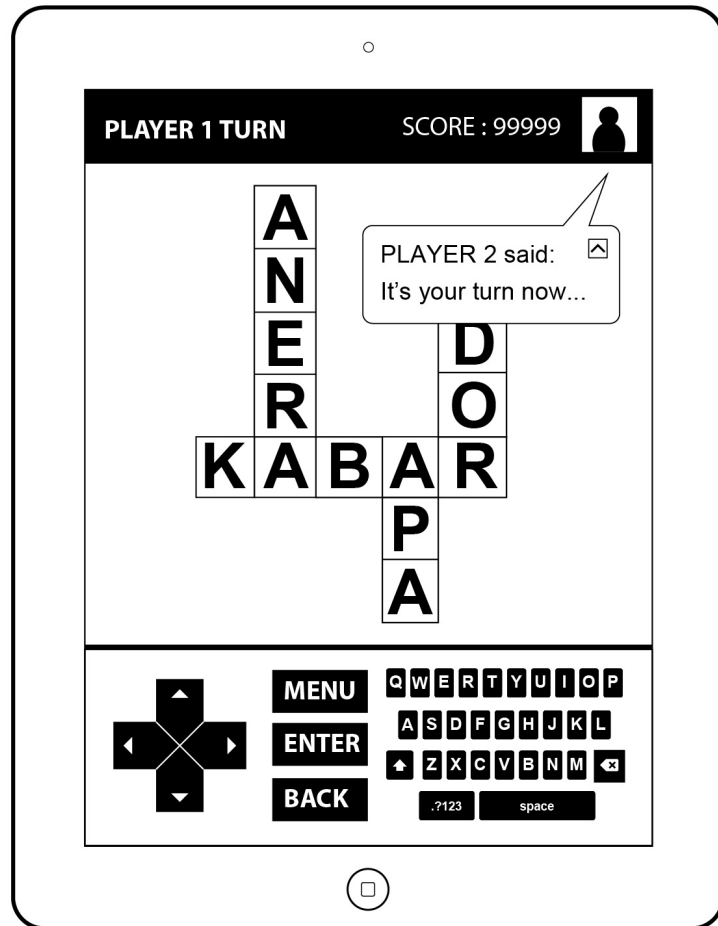 PLAYER 1 TURN
SCORE : 99999
PLAYER 2 said:
It's your turn now...
A
N
E D
R O
KABAR
P
A
MENU
ENTER
BACK
QWERTYUIOP
ASDFGHJKL
ZXCVBNM
.?123 space